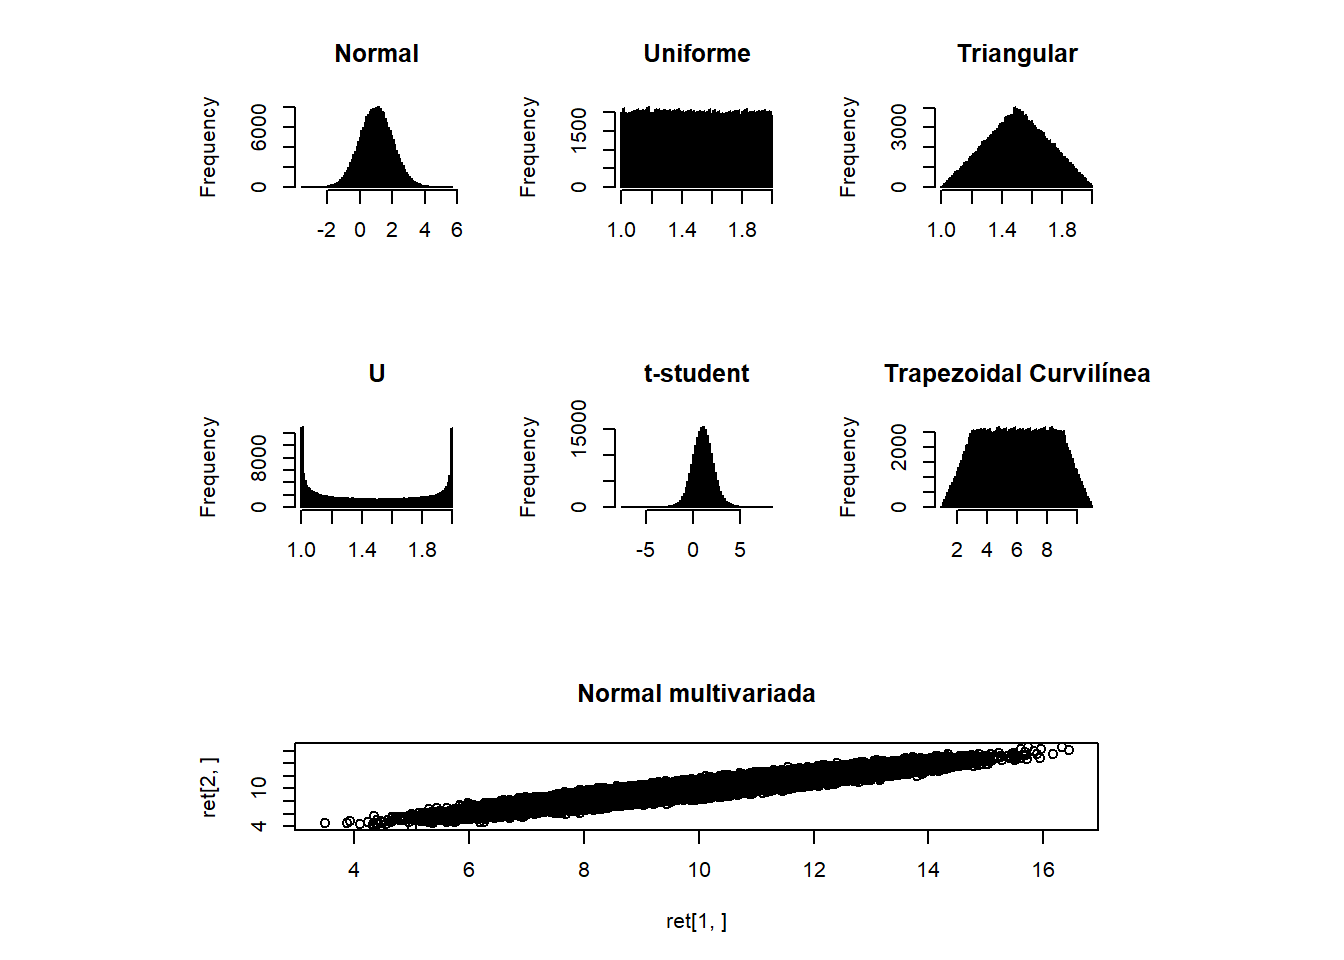 Normal
Frequency
6000
0
-2 0 2 4 6
Uniforme
Frequency
1500
0
1.0 1.4 1.8
Triangular
Frequency
3000
0
1.0 1.4 1.8
U
Frequency
8000
0
1.0 1.4 1.8
t-student
Frequency
15000
0
-5 0 5
Trapezoidal Curvilínea
Frequency
2000
0
2 4 6 8
Normal multivariada
ret[2, ]
10
4
4 6 8 10 12 14 16
ret[1, ]